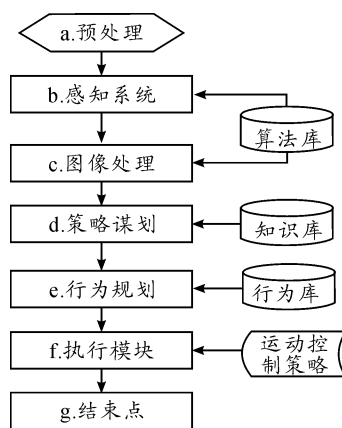 a.预处理
b.感知系统
算法库
c.图像处理
d.策略谋划
知识库
e.行为规划
行为库
f.执行模块
运动控
制策略
g.结束点